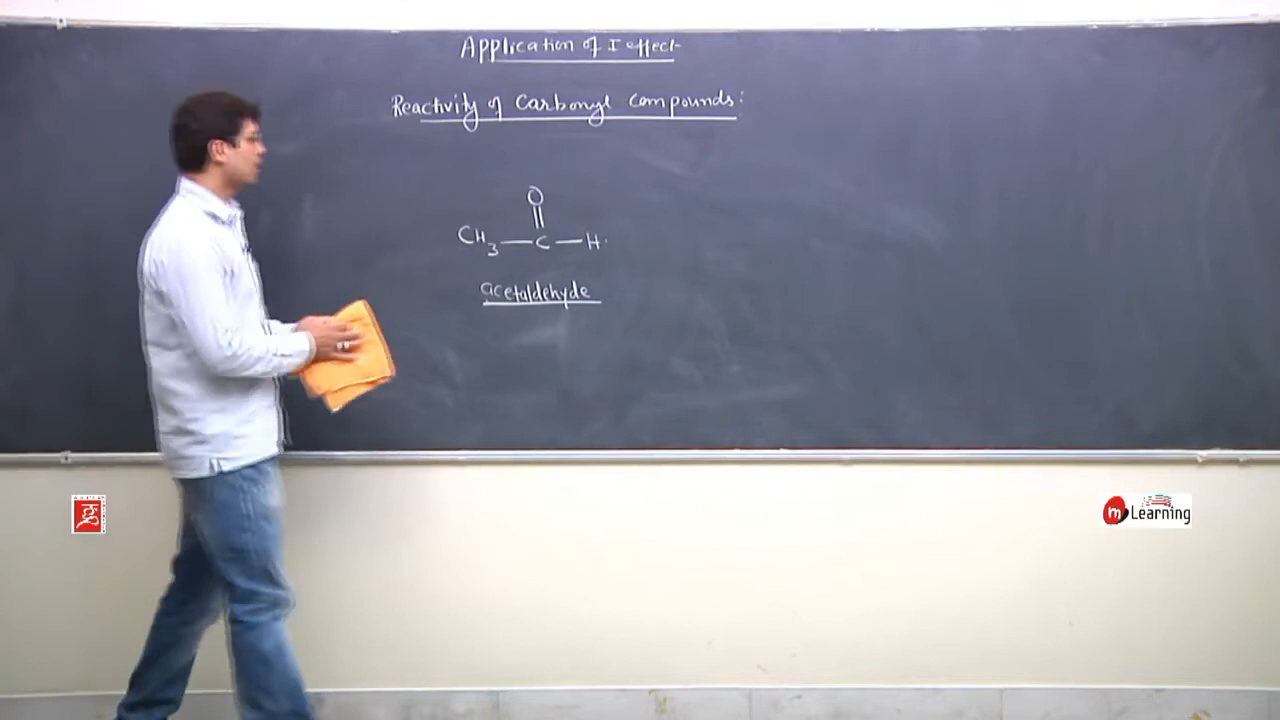 Application of I effect
Reactivity of Carbonyl Compounds:
O
||
CH3—C—H
acetaldehyde
m Learning